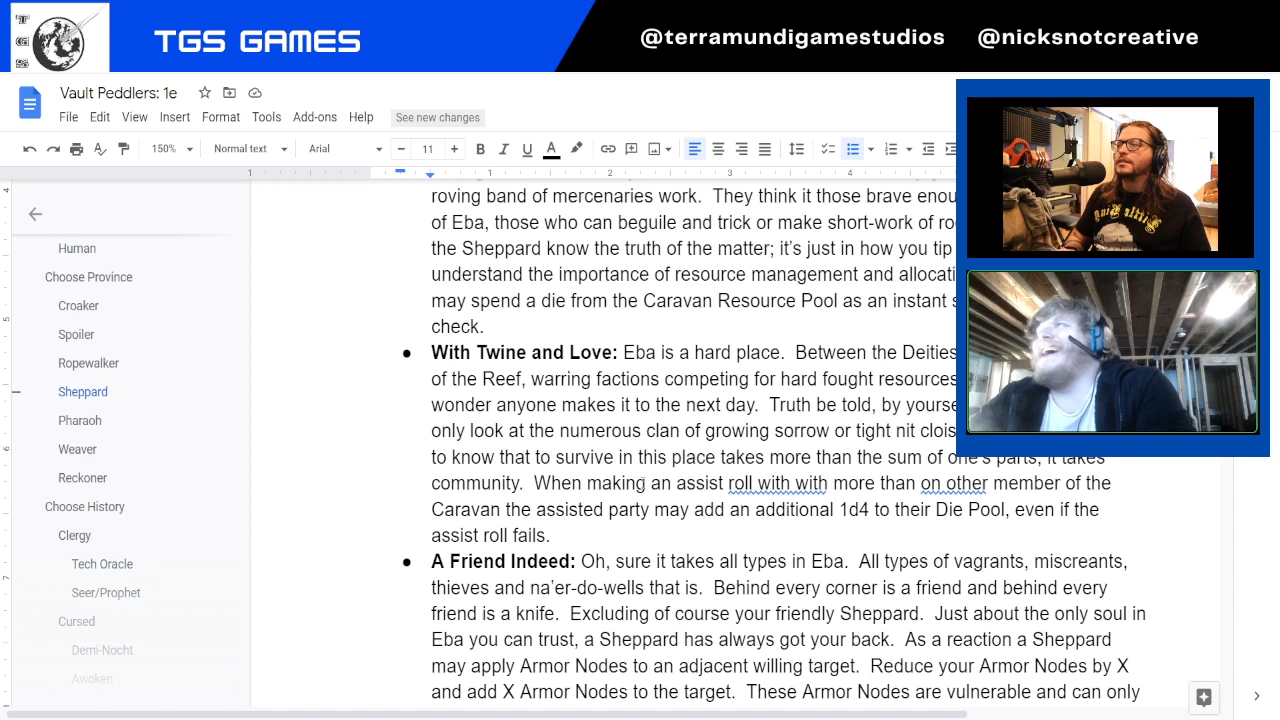 T
G
S
TGS GAMES
@terramundigamestudios @nicksnotcreative
Vault Peddlers: 1e
File Edit View Insert Format Tools Add-ons Help See new changes
150% Normal text Arial − 11 + B I U A
1 1 2 3 4
4
5
6
7
Human
Choose Province
Croaker
Spoiler
Ropewalker
Sheppard
Pharaoh
Weaver
Reckoner
Choose History
Clergy
Tech Oracle
Seer/Prophet
Cursed
Demi-Nocht
Awoken
roving band of mercenaries work. They think it those brave enou
of Eba, those who can beguile and trick or make short-work of ro
the Sheppard know the truth of the matter; it's just in how you tip
understand the importance of resource management and allocati
may spend a die from the Caravan Resource Pool as an instant s
check.
● With Twine and Love: Eba is a hard place. Between the Deities
of the Reef, warring factions competing for hard fought resources
wonder anyone makes it to the next day. Truth be told, by yourse
only look at the numerous clan of growing sorrow or tight nit clois
to know that to survive in this place takes more than the sum of one's parts, it takes
community. When making an assist roll with with more than on other member of the
Caravan the assisted party may add an additional 1d4 to their Die Pool, even if the
assist roll fails.
● A Friend Indeed: Oh, sure it takes all types in Eba. All types of vagrants, miscreants,
thieves and na'er-do-wells that is. Behind every corner is a friend and behind every
friend is a knife. Excluding of course your friendly Sheppard. Just about the only soul in
Eba you can trust, a Sheppard has always got your back. As a reaction a Sheppard
may apply Armor Nodes to an adjacent willing target. Reduce your Armor Nodes by X
and add X Armor Nodes to the target. These Armor Nodes are vulnerable and can only